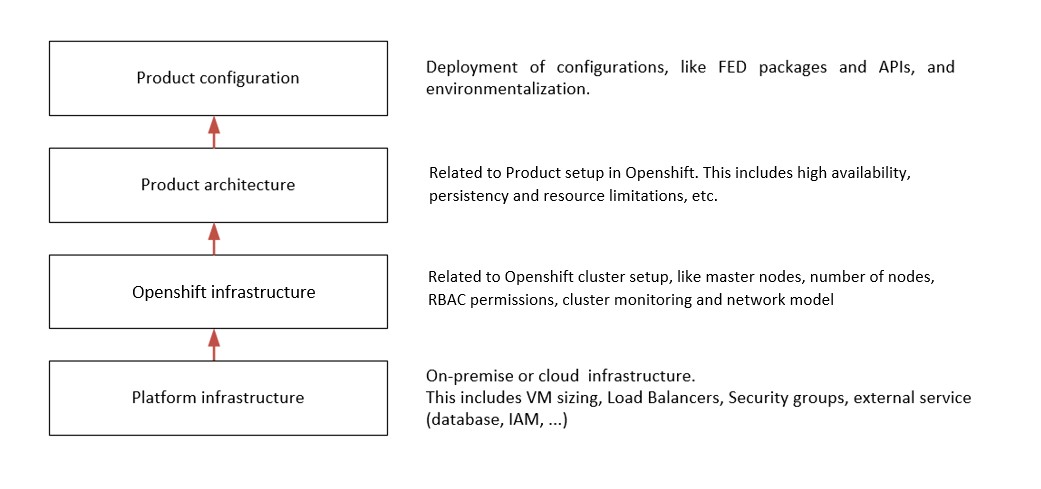 Product configuration
Deployment of configurations, like FED packages and APIs, and
environmentalization.
Product architecture
Related to Product setup in Openshift. This includes high availability,
persistency and resource limitations, etc.
Openshift infrastructure
Related to Openshift cluster setup, like master nodes, number of nodes,
RBAC permissions, cluster monitoring and network model
Platform infrastructure
On-premise or cloud infrastructure.
This includes VM sizing, Load Balancers, Security groups, external service
(database, IAM, ...)